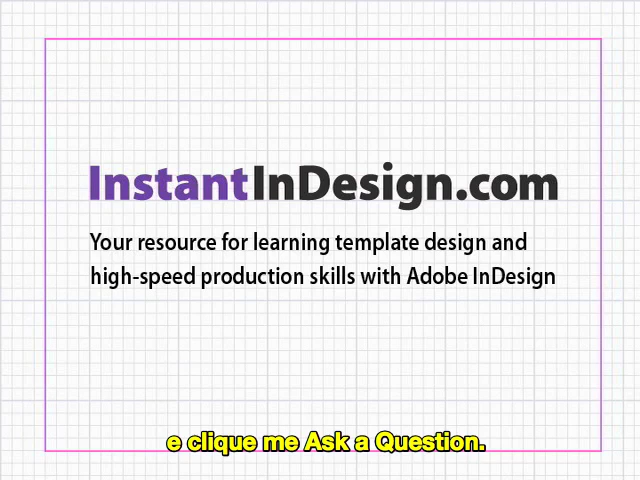 InstantInDesign.com
Your resource for learning template design and
high-speed production skills with Adobe InDesign
e clique me Ask a Question.